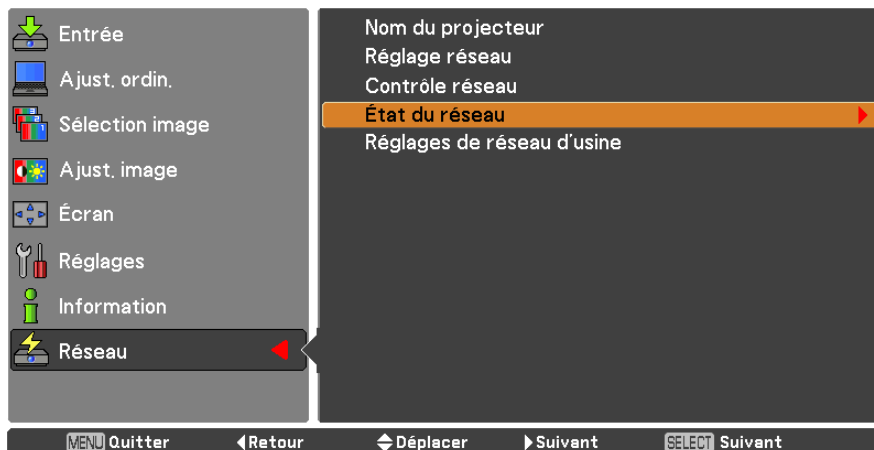 Entrée
Ajust. ordin.
Sélection image
Ajust. image
Écran
Réglages
Information
Réseau
Nom du projecteur
Réglage réseau
Contrôle réseau
État du réseau
Réglages de réseau d'usine
MENU Quitter Retour Déplacer Suivant SELECT Suivant